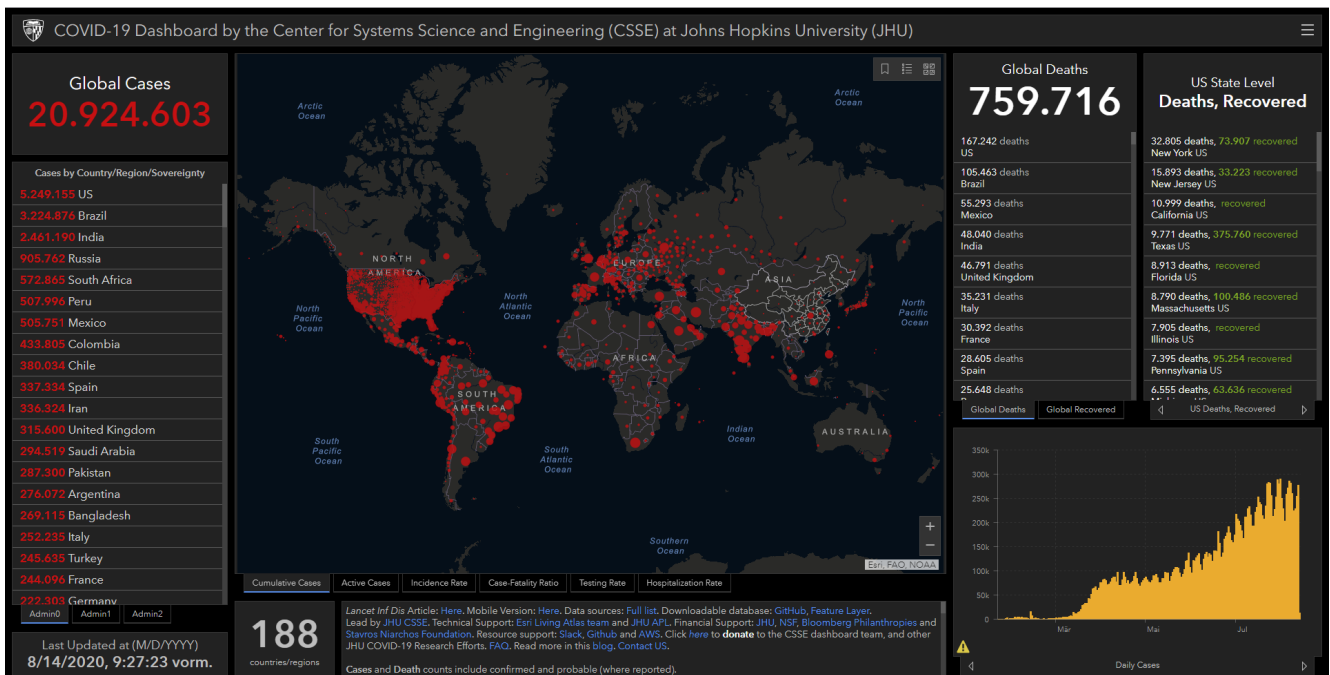 COVID-19 Dashboard by the Center for Systems Science and Engineering (CSSE) at Johns Hopkins University (JHU)
Global Cases
20.924.603
Cases by Country/Region/Sovereignty
5.249.155 US
3.224.876 Brazil
2.461.190 India
905.762 Russia
572.865 South Africa
507.996 Peru
505.751 Mexico
433.805 Colombia
380.034 Chile
337.334 Spain
336.324 Iran
315.600 United Kingdom
294.519 Saudi Arabia
287.300 Pakistan
276.072 Argentina
269.115 Bangladesh
252.235 Italy
245.635 Turkey
244.096 France
222.303 Germany
Admin0
Admin1
Admin2
Last Updated at (M/D/YYYY)
8/14/2020, 9:27:23 vorm.
Arctic
Ocean
Arctic
Ocean
NORTH
AMERICA
EUROPE
ASIA
North
Pacific
Ocean
North
Atlantic
Ocean
North
Pacific
Ocean
AFRICA
SOUTH
AMERICA
Indian
Ocean
AUSTRALIA
South
Pacific
Ocean
South
Atlantic
Ocean
Southern
Ocean
+
−
Esri, FAO, NOAA
Cumulative Cases
Active Cases
Incidence Rate
Case-Fatality Ratio
Testing Rate
Hospitalization Rate
188
countries/regions
Lancet Inf Dis Article: Here. Mobile Version: Here. Data sources: Full list. Downloadable database: GitHub, Feature Layer.
Lead by JHU CSSE. Technical Support: Esri Living Atlas team and JHU APL. Financial Support: JHU, NSF, Bloomberg Philanthropies and
Stavros Niarchos Foundation. Resource support: Slack, Github and AWS. Click here to donate to the CSSE dashboard team, and other
JHU COVID-19 Research Efforts. FAQ. Read more in this blog. Contact US.
Cases and Death counts include confirmed and probable (where reported).
Global Deaths
759.716
167.242 deaths
US
105.463 deaths
Brazil
55.293 deaths
Mexico
48.040 deaths
India
46.791 deaths
United Kingdom
35.231 deaths
Italy
30.392 deaths
France
28.605 deaths
Spain
25.648 deaths
Global Deaths
Global Recovered
US State Level
Deaths, Recovered
32.805 deaths, 73.907 recovered
New York US
15.893 deaths, 33.223 recovered
New Jersey US
10.999 deaths, recovered
California US
9.771 deaths, 375.760 recovered
Texas US
8.913 deaths, recovered
Florida US
8.790 deaths, 100.486 recovered
Massachusetts US
7.905 deaths, recovered
Illinois US
7.395 deaths, 95.254 recovered
Pennsylvania US
6.555 deaths, 63.636 recovered
US Deaths, Recovered
350k
300k
250k
200k
150k
100k
50k
0
Mär
Mai
Jul
Daily Cases